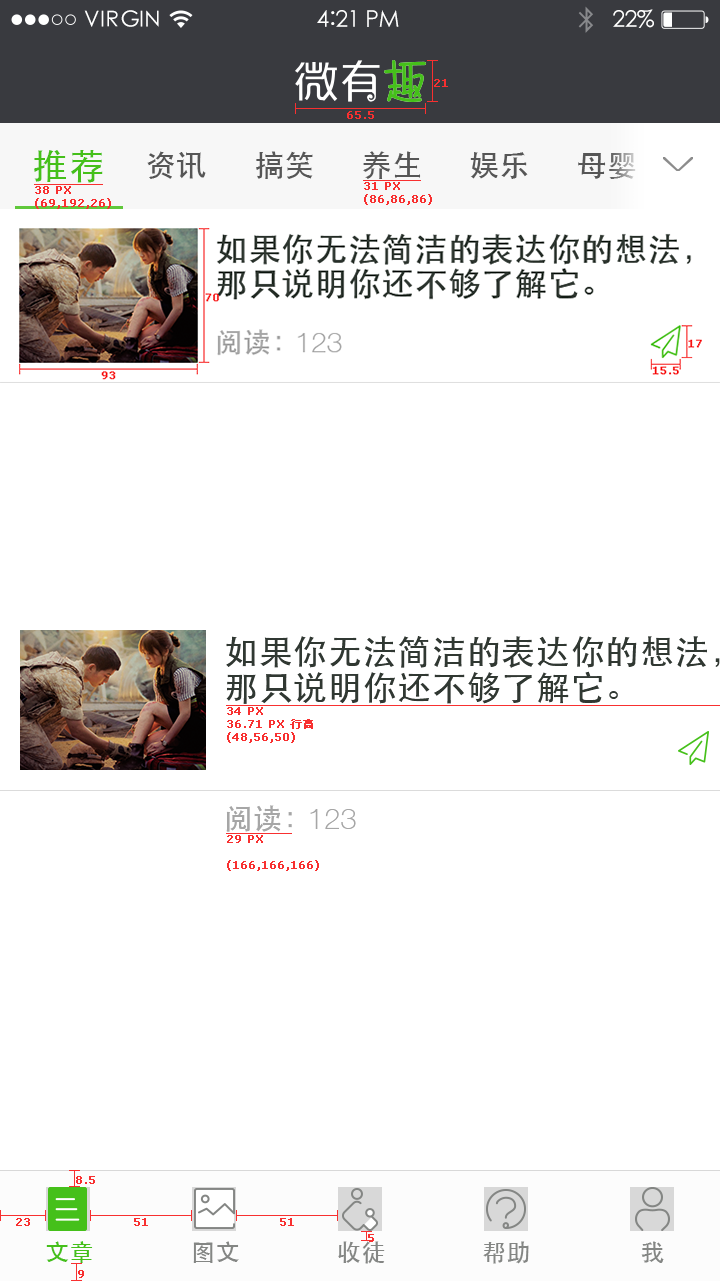 VIRGIN 4:21 PM 22%
微有趣
21
65.5
推荐 资讯 搞笑 养生 娱乐 母婴
38 PX 31 PX
(69,192,26) (86,86,86)
如果你无法简洁的表达你的想法，
那只说明你还不够了解它。
70
阅读：123
17
15.5
93
如果你无法简洁的表达你的想法，
那只说明你还不够了解它。
34 PX
36.71 PX 行高
(48,56,50)
阅读：123
29 PX
(166,166,166)
8.5
23 51 51
5
文章 图文 收徒 帮助 我
9